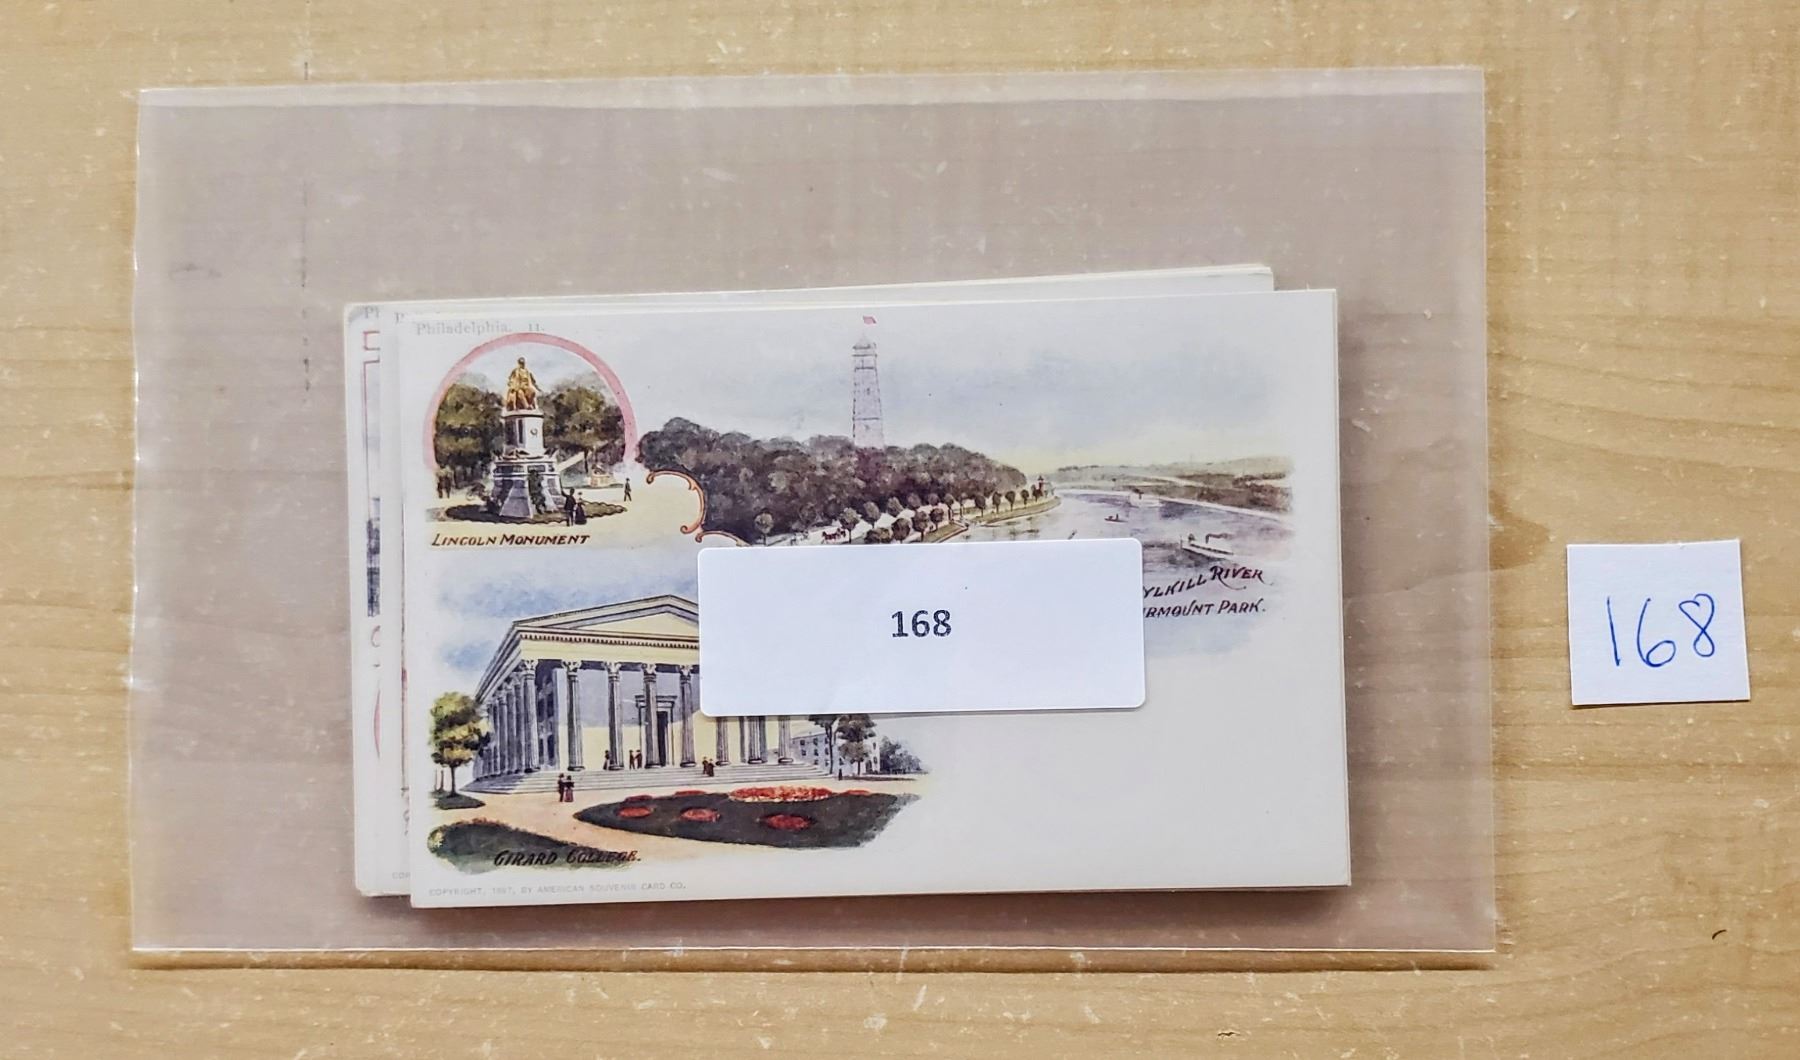 Philadelphia. 11.
LINCOLN MONUMENT
YLKILL RIVER
RMOUNT PARK.
168
GIRARD COLLEGE.
COPYRIGHT, 1897, BY AMERICAN SOUVENIR CARD CO.
COP
168